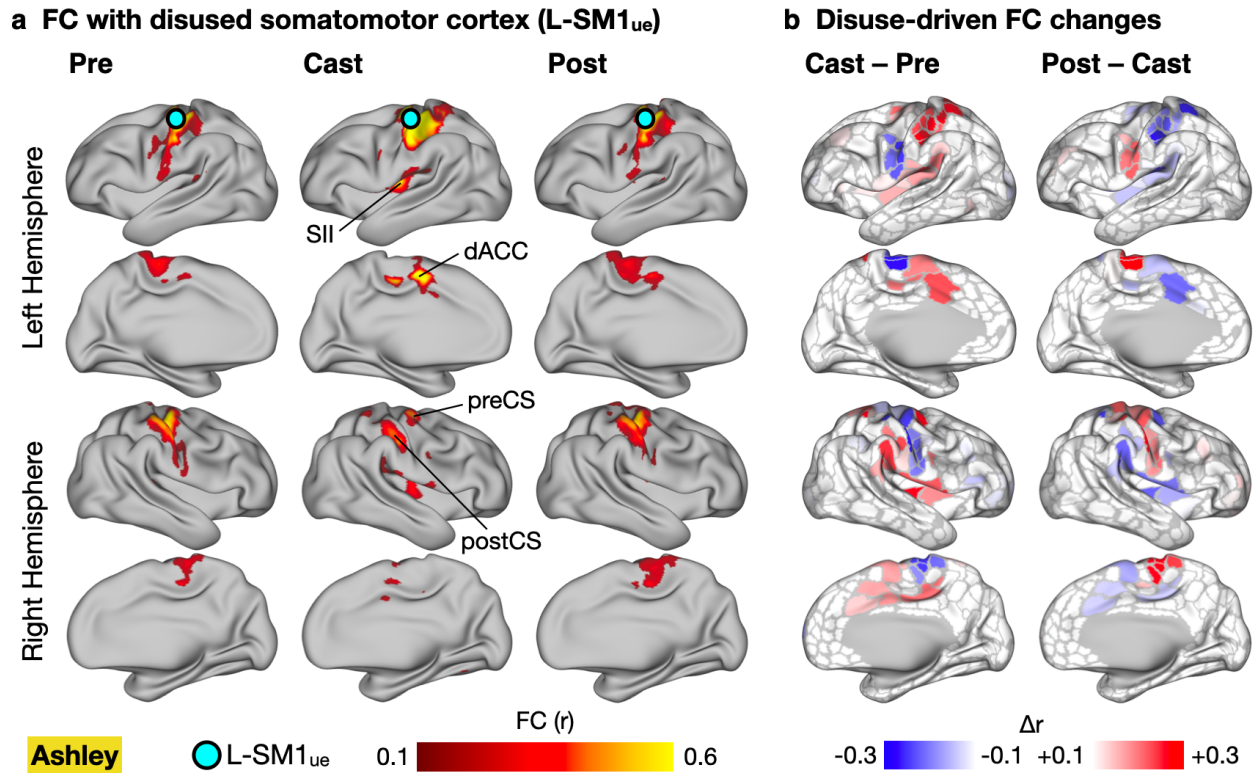 a FC with disused somatomotor cortex (L-SM1ue)
b Disuse-driven FC changes
Pre
Cast
Post
Cast – Pre
Post – Cast
Left Hemisphere
SII
dACC
Right Hemisphere
preCS
postCS
Ashley
L-SM1ue
FC (r)
0.1
0.6
Δr
-0.3
-0.1
+0.1
+0.3